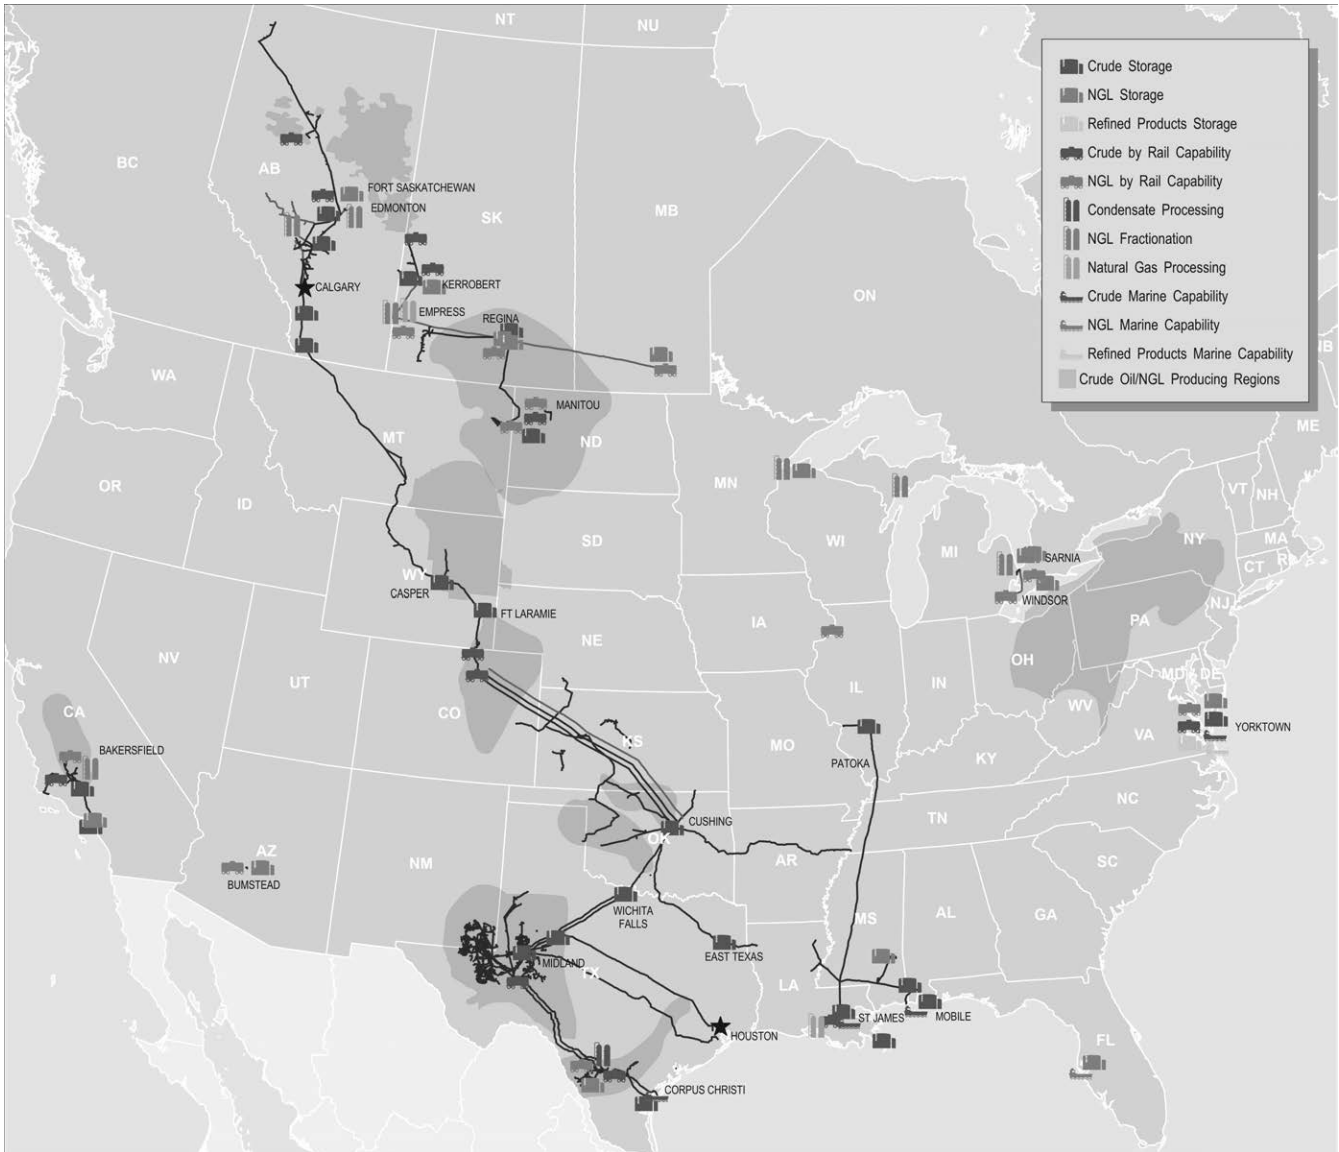 NT
NU
AK
Crude Storage
NGL Storage
Refined Products Storage
Crude by Rail Capability
NGL by Rail Capability
Condensate Processing
NGL Fractionation
Natural Gas Processing
Crude Marine Capability
NGL Marine Capability
Refined Products Marine Capability
Crude Oil/NGL Producing Regions
BC
AB
FORT SASKATCHEWAN
EDMONTON
SK
MB
CALGARY
KERROBERT
ON
EMPRESS
REGINA
NB
WA
MANITOU
MT
ND
ME
OR
ID
MN
VT
NH
SD
WI
MI
NY
MA
SARNIA
CT
RI
WY
CASPER
WINDSOR
NJ
FT LARAMIE
IA
NE
PA
NV
UT
OH
IL
IN
MD
DE
CA
CO
WV
YORKTOWN
KS
MO
VA
BAKERSFIELD
PATOKA
KY
NC
CUSHING
TN
OK
AZ
NM
AR
SC
BUMSTEAD
WICHITA
FALLS
MS
AL
GA
EAST TEXAS
MIDLAND
TX
LA
ST JAMES
MOBILE
HOUSTON
FL
CORPUS CHRISTI